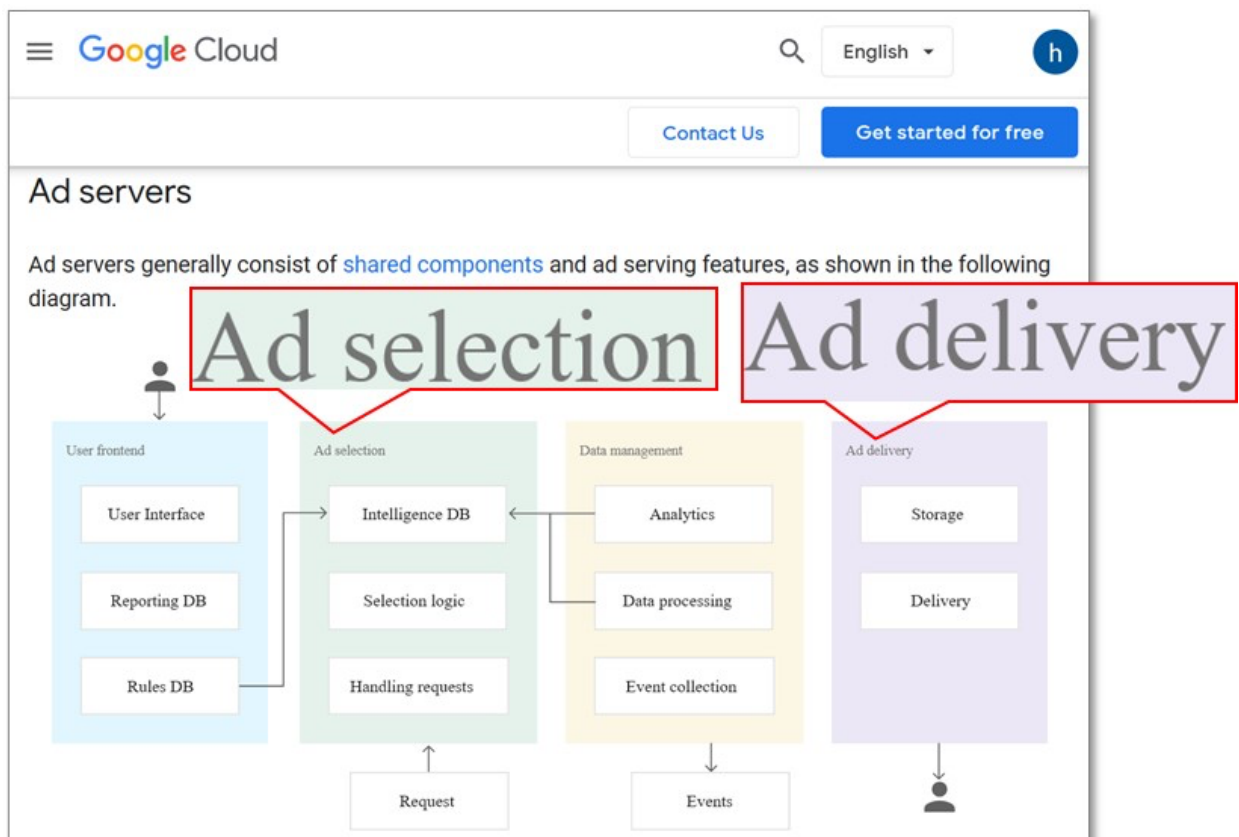 Google Cloud
English
h
Contact Us
Get started for free
Ad servers
Ad servers generally consist of shared components and ad serving features, as shown in the following
diagram.
Ad selection
Ad delivery
User frontend
User Interface
Reporting DB
Rules DB
Ad selection
Intelligence DB
Selection logic
Handling requests
Data management
Analytics
Data processing
Event collection
Ad delivery
Storage
Delivery
Request
Events